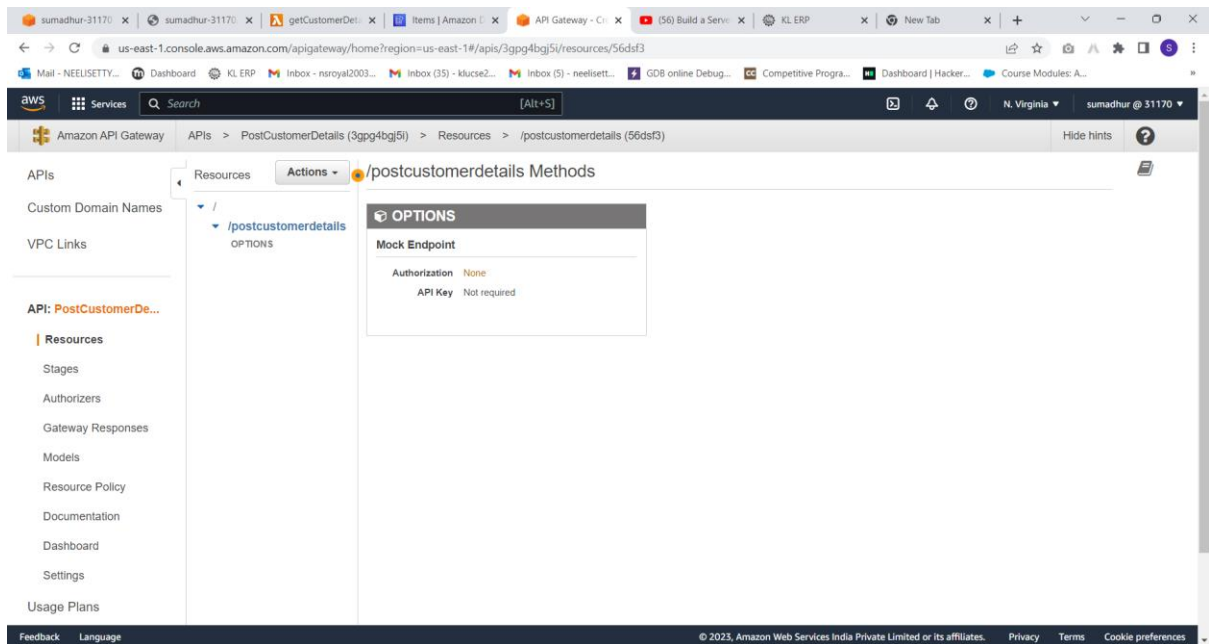 sumadhur-31170 sumadhur-31170 getCustomerDet Items | Amazon API Gateway - Cr (56) Build a Serve KL ERP New Tab
us-east-1.console.aws.amazon.com/apigateway/home?region=us-east-1#/apis/3gpg4bgj5i/resources/56dsf3
Mail - NEELISETTY... Dashboard KL ERP Inbox - nsroyal2003... Inbox (35) - klucse2... Inbox (5) - neelisett... GDB online Debug... Competitive Progra... Dashboard | Hacker... Course Modules: A...
aws Services Search [Alt+S] N. Virginia sumadhur @ 31170
Amazon API Gateway APIs > PostCustomerDetails (3gpg4bgj5i) > Resources > /postcustomerdetails (56dsf3) Hide hints
APIs Resources Actions /postcustomerdetails Methods
Custom Domain Names / OPTIONS
/postcustomerdetails
VPC Links OPTIONS Mock Endpoint
Authorization None
API Key Not required
API: PostCustomerDe...
Resources
Stages
Authorizers
Gateway Responses
Models
Resource Policy
Documentation
Dashboard
Settings
Usage Plans
Feedback Language © 2023, Amazon Web Services India Private Limited or its affiliates. Privacy Terms Cookie preferences